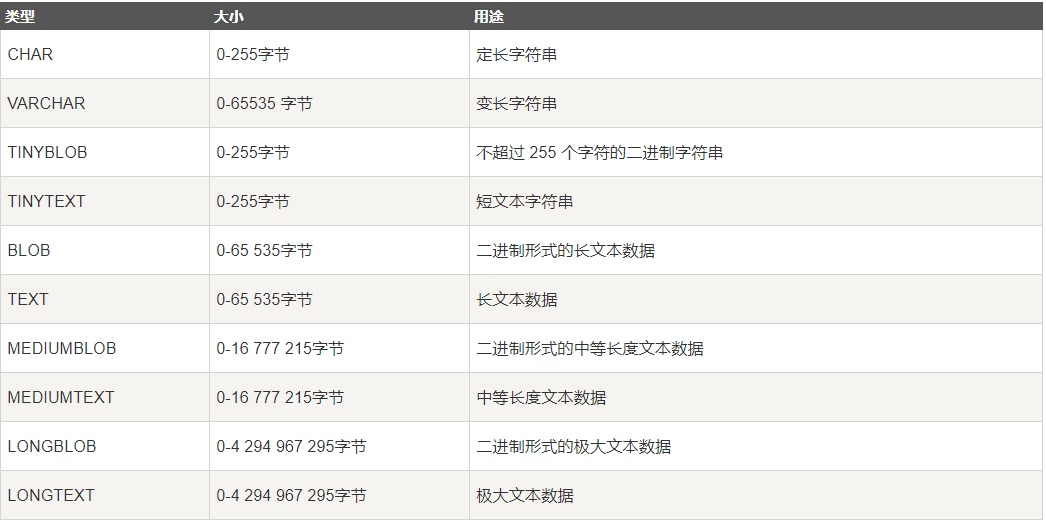 类型 大小 用途
CHAR 0-255字节 定长字符串
VARCHAR 0-65535 字节 变长字符串
TINYBLOB 0-255字节 不超过 255 个字符的二进制字符串
TINYTEXT 0-255字节 短文本字符串
BLOB 0-65 535字节 二进制形式的长文本数据
TEXT 0-65 535字节 长文本数据
MEDIUMBLOB 0-16 777 215字节 二进制形式的中等长度文本数据
MEDIUMTEXT 0-16 777 215字节 中等长度文本数据
LONGBLOB 0-4 294 967 295字节 二进制形式的极大文本数据
LONGTEXT 0-4 294 967 295字节 极大文本数据